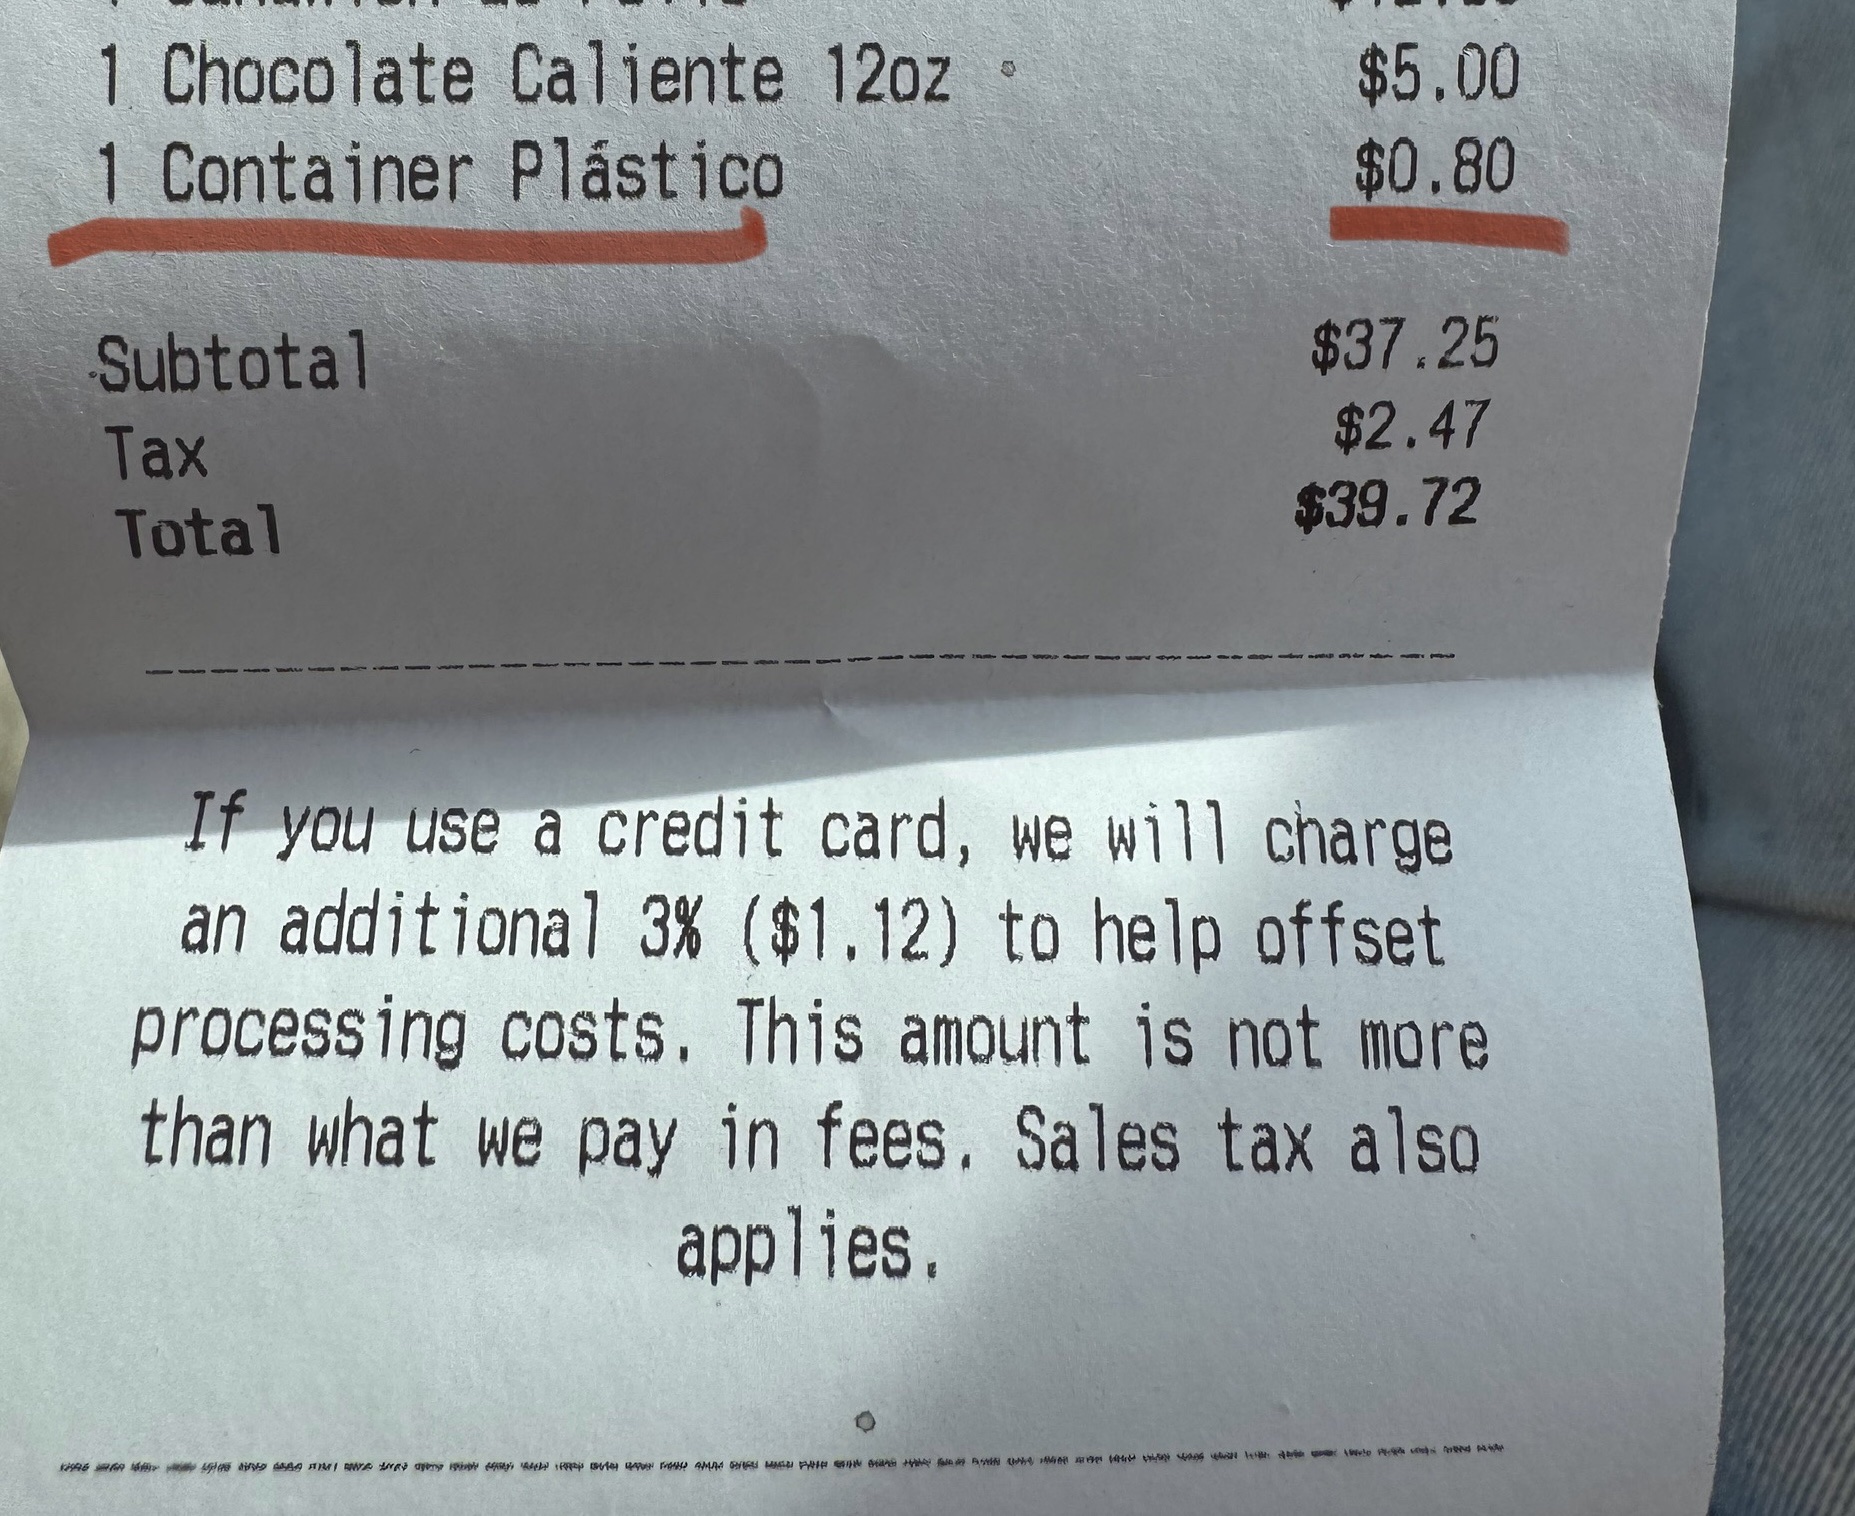 1 Chocolate Caliente 12oz $5.00
1 Container Plástico $0.80
Subtotal $37.25
Tax $2.47
Total $39.72
If you use a credit card, we will charge
an additional 3% ($1.12) to help offset
processing costs. This amount is not more
than what we pay in fees. Sales tax also
applies.